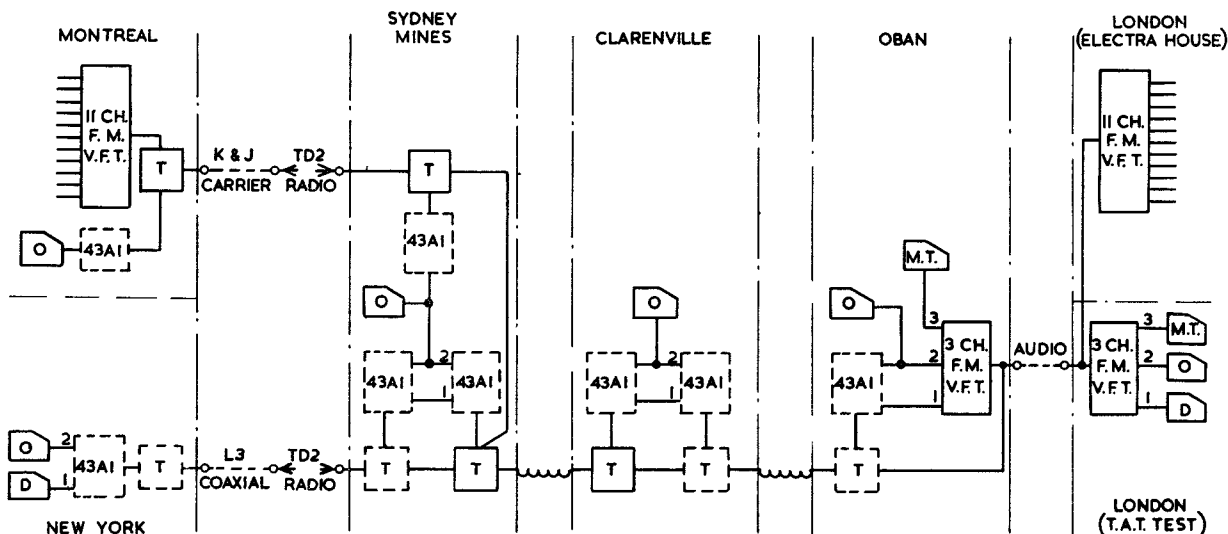 MONTREAL
SYDNEY
MINES
CLARENVILLE
OBAN
LONDON
(ELECTRA HOUSE)
11 CH.
F. M.
V.F.T.
T
O
43A1
K & J
CARRIER
TD2
RADIO
T
43A1
O
43A1
2
1
43A1
T
T
O
43A1
2
1
43A1
T
T
M.T.
O
43A1
3
2
1
3 CH.
F. M.
V.F.T.
T
AUDIO
11 CH.
F. M.
V.F.T.
3 CH.
F. M.
V.F.T.
3
M.T.
2
O
1
D
O
2
D
1
43A1
T
L3
COAXIAL
TD2
RADIO
NEW YORK
LONDON
(T.A.T. TEST)